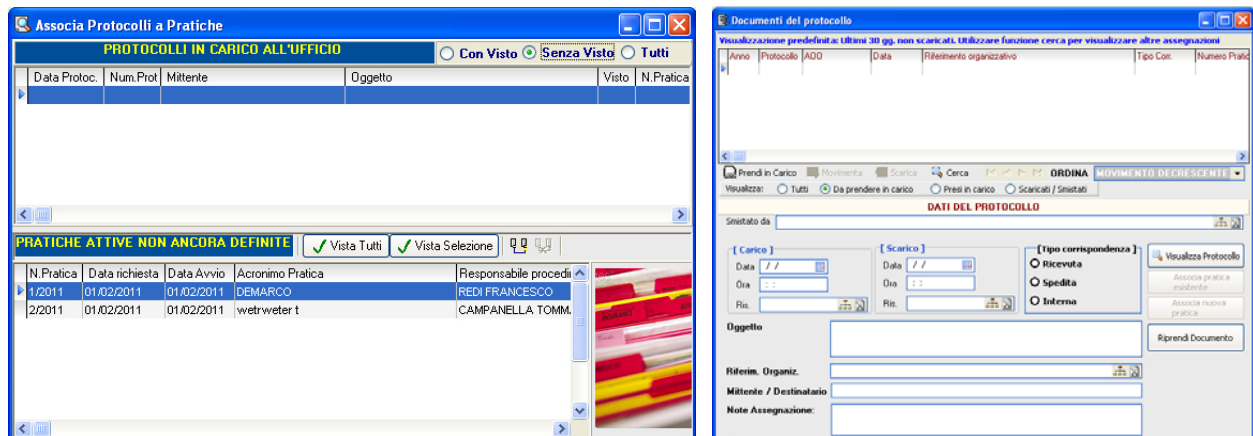 Associa Protocolli a Pratiche
PROTOCOLLI IN CARICO ALL'UFFICIO
Con Visto Senza Visto Tutti
Data Protoc. Num.Prot Mittente Oggetto Visto N.Pratica
PRATICHE ATTIVE NON ANCORA DEFINITE Vista Tutti Vista Selezione
N.Pratica Data richiesta Data Avvio Acronimo Pratica Responsabile procedin
1/2011 01/02/2011 01/02/2011 DEMARCO REDI FRANCESCO
2/2011 01/02/2011 01/02/2011 wetrweter t CAMPANELLA TOMM.
Documenti del protocollo
Visualizzazione predefinita: Ultimi 30 gg. non scaricati. Utilizzare funzione cerca per visualizzare altre assegnazioni
Anno Protocollo AOO Data Riferimento organizzativo Tipo Corr. Numero Pratic
Prendi in Carico Movimenta Scarica Cerca ORDINA MOVIMENTO DECRESCENTE
Visualizza: Tutti Da prendere in carico Presi in carico Scaricati / Smistati
DATI DEL PROTOCOLLO
Smistato da
[ Carico ] [ Scarico ] [Tipo corrispondenza ]
Data / / Data / / Ricevuta
Ora : : Ora : : Spedita
Ris. Ris. Interna
Visualizza Protocollo
Associa pratica
esistente
Associa nuova
pratica
Riprendi Documento
Oggetto
Riferim. Organiz.
Mittente / Destinatario
Note Assegnazione: